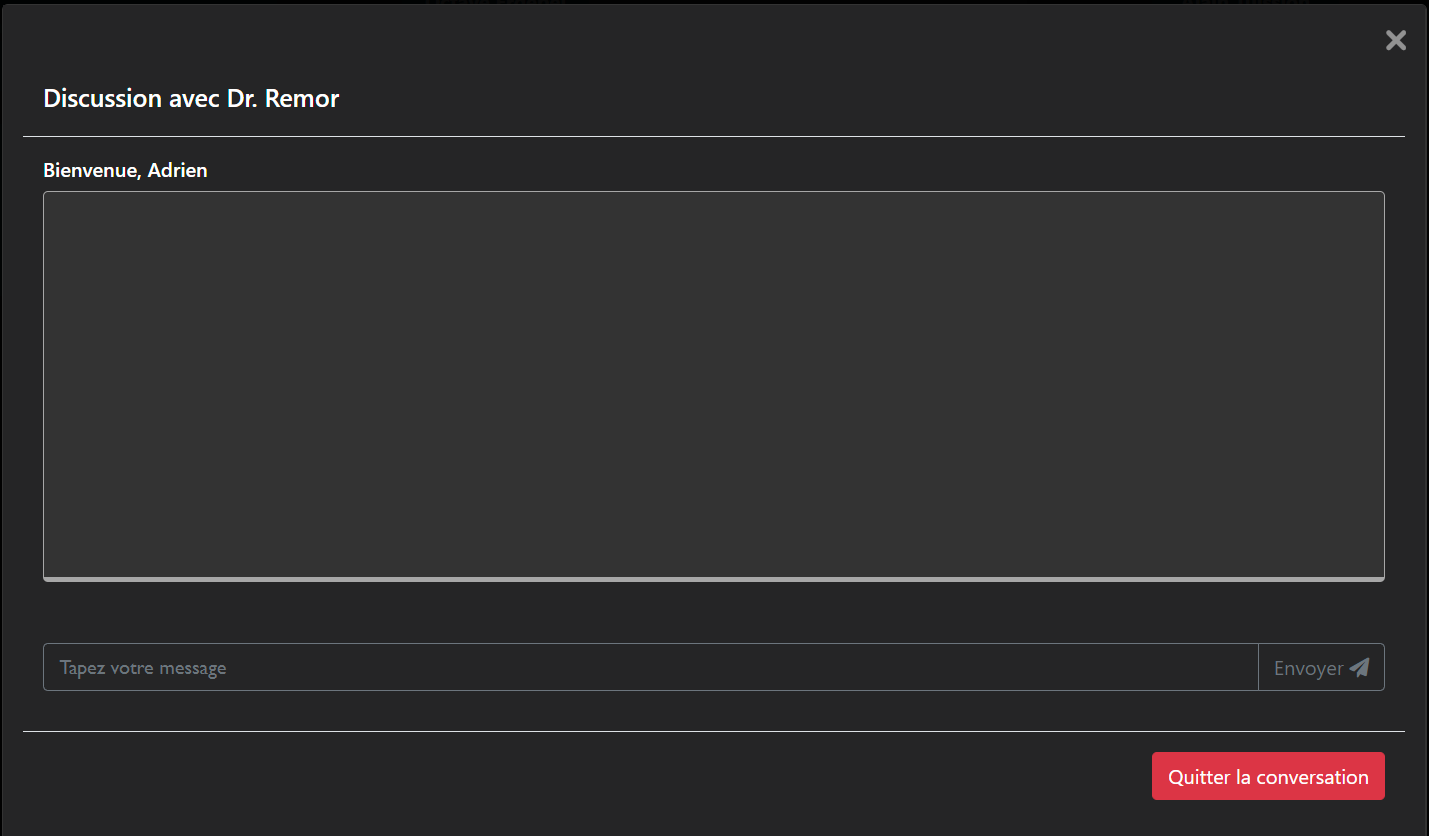 Discussion avec Dr. Remor
Bienvenue, Adrien
Tapez votre message
Envoyer
Quitter la conversation